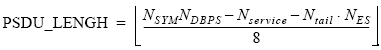 PSDU_LENGH = ⌊ (N_SYM N_DBPS − N_service − N_tail · N_ES) / 8 ⌋